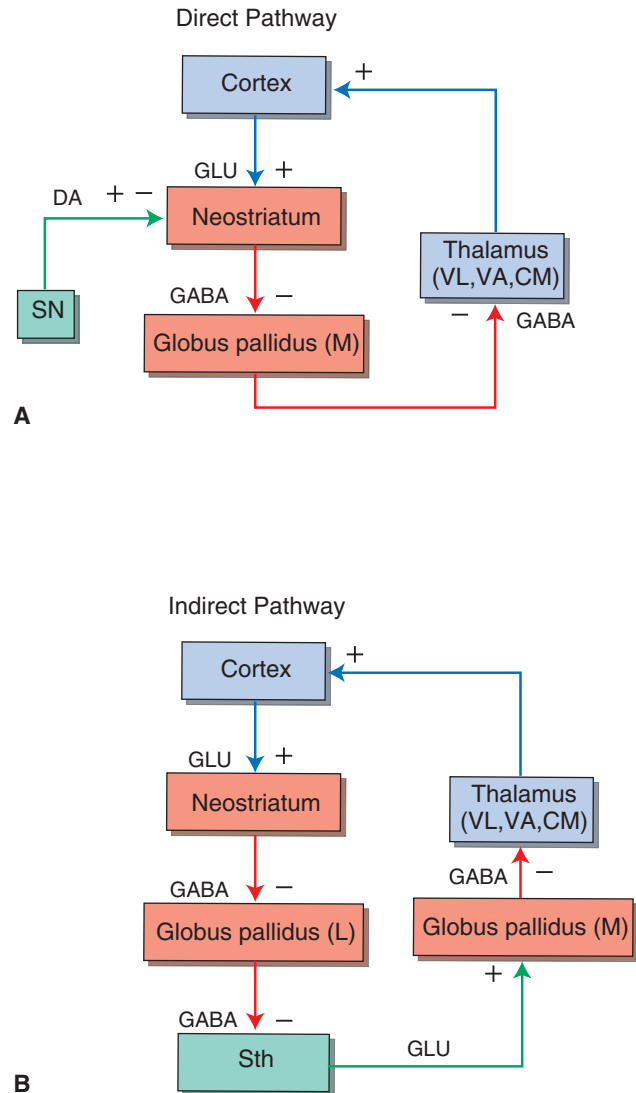 Direct Pathway
Cortex
+
GLU +
DA + −
Neostriatum
SN
GABA −
Thalamus
(VL,VA,CM)
− GABA
Globus pallidus (M)
A
Indirect Pathway
Cortex
+
GLU +
Neostriatum
Thalamus
(VL,VA,CM)
GABA −
GABA −
Globus pallidus (L)
Globus pallidus (M)
+
GABA −
Sth
GLU
B